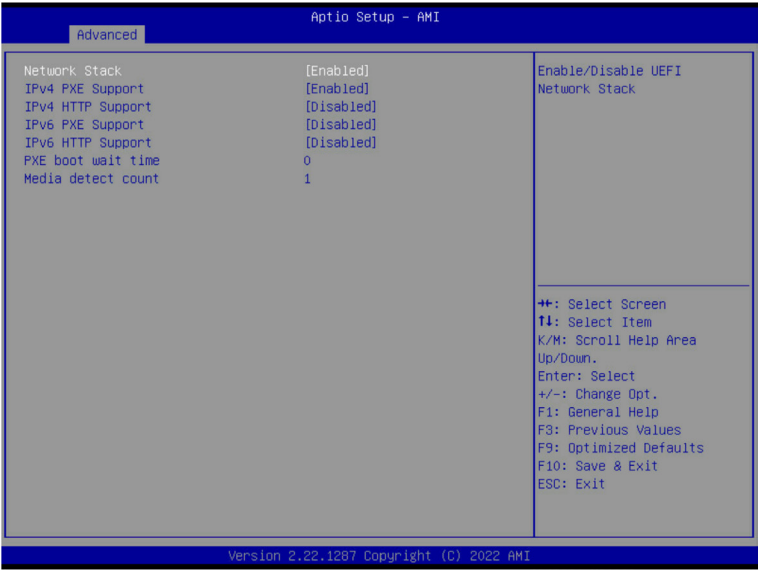 Aptio Setup – AMI
Advanced
Network Stack [Enabled]
IPv4 PXE Support [Enabled]
IPv4 HTTP Support [Disabled]
IPv6 PXE Support [Disabled]
IPv6 HTTP Support [Disabled]
PXE boot wait time 0
Media detect count 1
Enable/Disable UEFI
Network Stack
→←: Select Screen
↑↓: Select Item
K/M: Scroll Help Area
Up/Down.
Enter: Select
+/-: Change Opt.
F1: General Help
F3: Previous Values
F9: Optimized Defaults
F10: Save & Exit
ESC: Exit
Version 2.22.1287 Copyright (C) 2022 AMI